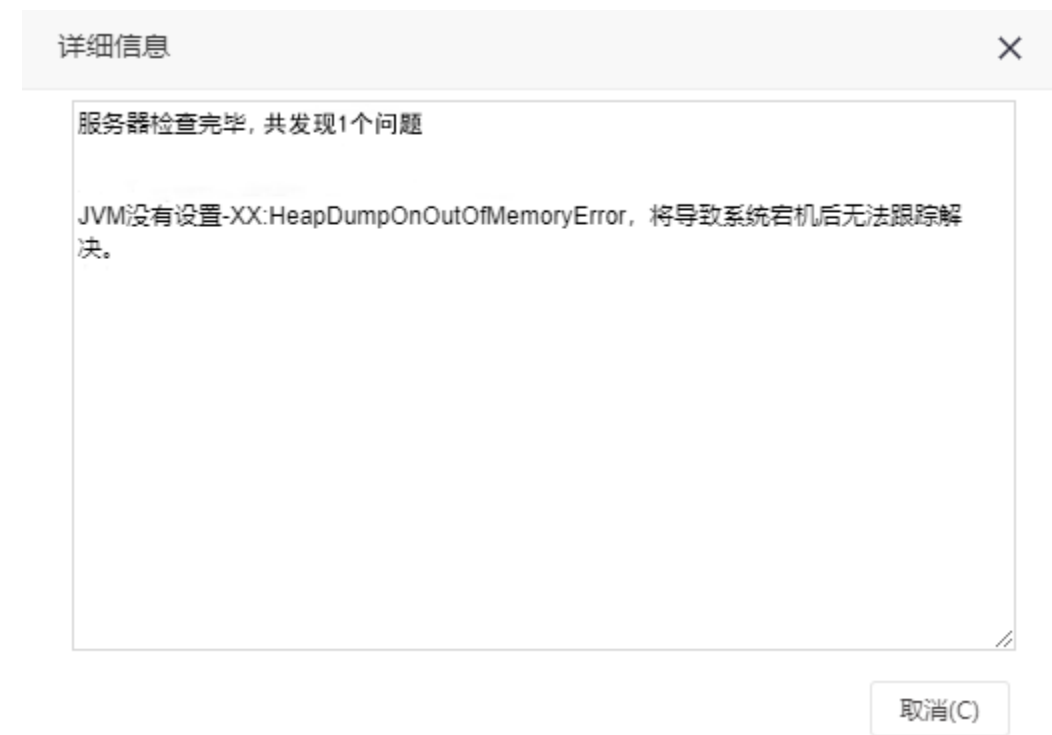 详细信息
服务器检查完毕, 共发现1个问题
JVM没有设置-XX:HeapDumpOnOutOfMemoryError, 将导致系统宕机后无法跟踪解
决。
取消(C)